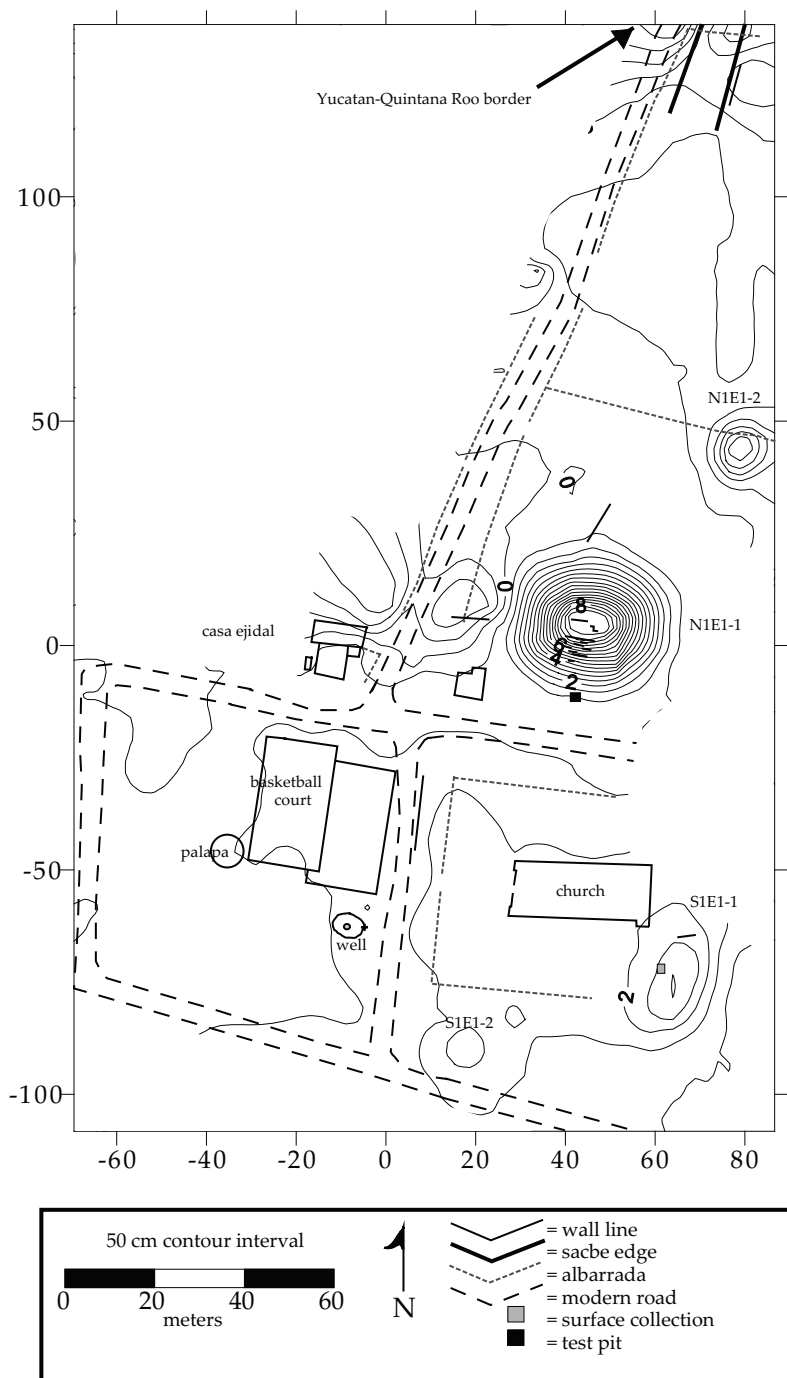 Yucatan-Quintana Roo border
100
N1E1-2
50
0
0
8
casa ejidal
N1E1-1
0
6
4
2
basketball
court
palapa
-50
church
S1E1-1
well
2
S1E1-2
-100
-60
-40
-20
0
20
40
60
80
50 cm contour interval
0
20
40
60
meters
N
= wall line
= sacbe edge
= albarrada
= modern road
= surface collection
= test pit